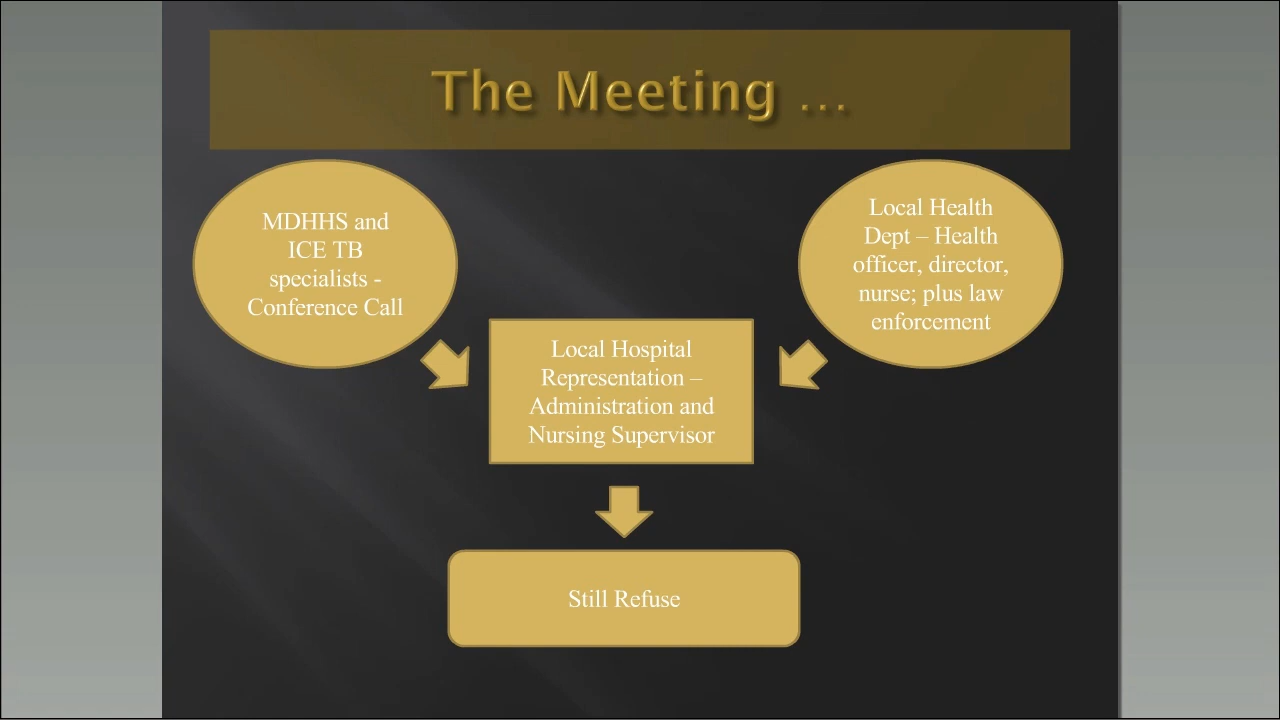 The Meeting ...
MDHHS and
ICE TB
specialists -
Conference Call
Local Health
Dept – Health
officer, director,
nurse; plus law
enforcement
Local Hospital
Representation –
Administration and
Nursing Supervisor
Still Refuse